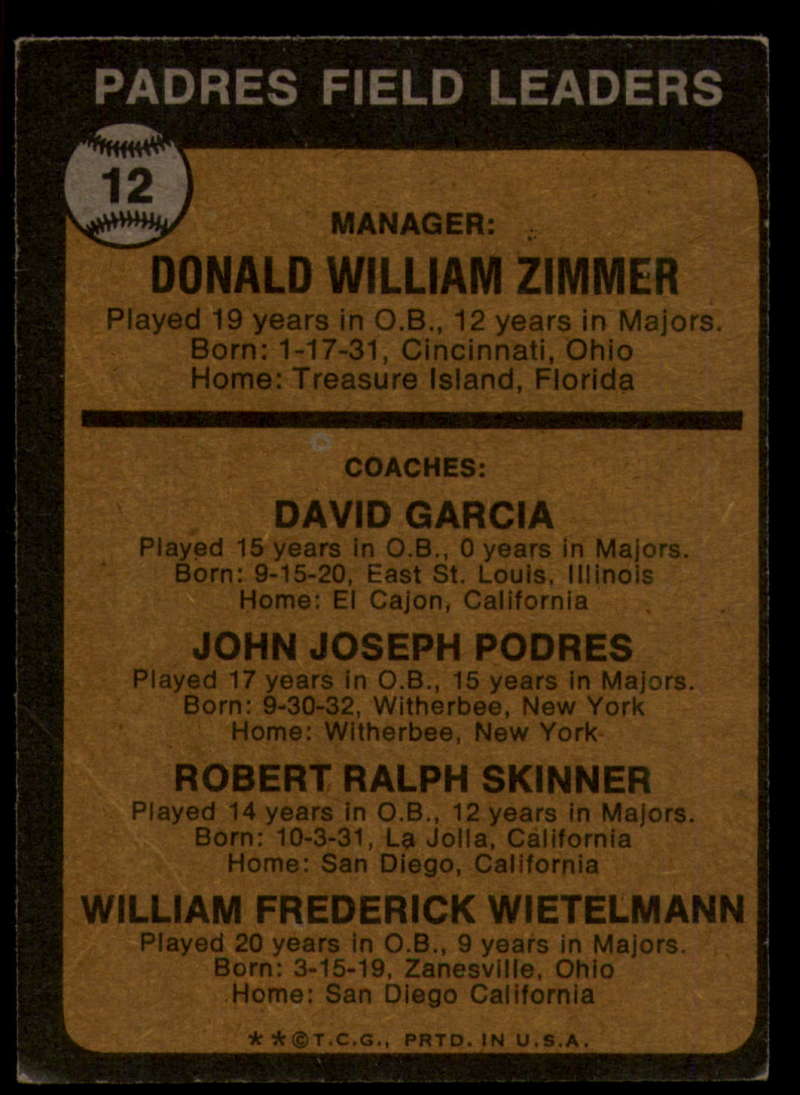 PADRES FIELD LEADERS
12
MANAGER:
DONALD WILLIAM ZIMMER
Played 19 years in O.B., 12 years in Majors.
Born: 1-17-31, Cincinnati, Ohio
Home: Treasure Island, Florida
COACHES:
DAVID GARCIA
Played 15 years in O.B., 0 years in Majors.
Born: 9-15-20, East St. Louis, Illinois
Home: El Cajon, California
JOHN JOSEPH PODRES
Played 17 years in O.B., 15 years in Majors.
Born: 9-30-32, Witherbee, New York
Home: Witherbee, New York
ROBERT RALPH SKINNER
Played 14 years in O.B., 12 years in Majors.
Born: 10-3-31, La Jolla, California
Home: San Diego, California
WILLIAM FREDERICK WIETELMANN
Played 20 years in O.B., 9 years in Majors.
Born: 3-15-19, Zanesville, Ohio
Home: San Diego California
* *©T.C.G., PRTD. IN U.S.A.